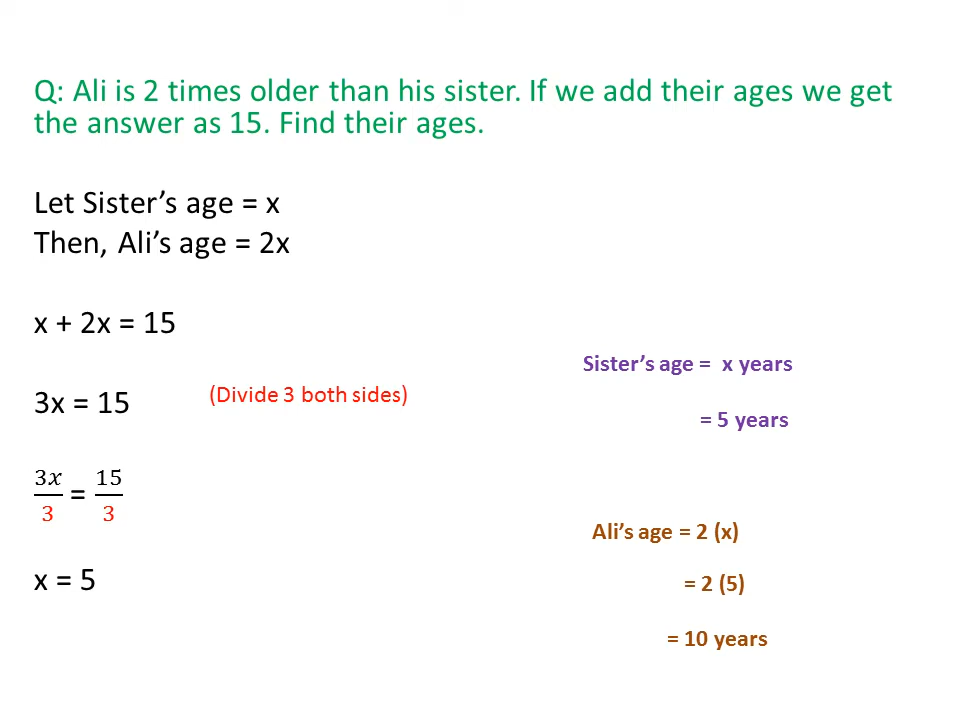 Q: Ali is 2 times older than his sister. If we add their ages we get
the answer as 15. Find their ages.
Let Sister’s age = x
Then, Ali’s age = 2x
x + 2x = 15
3x = 15 (Divide 3 both sides)
3x/3 = 15/3
x = 5
Sister’s age = x years
= 5 years
Ali’s age = 2 (x)
= 2 (5)
= 10 years